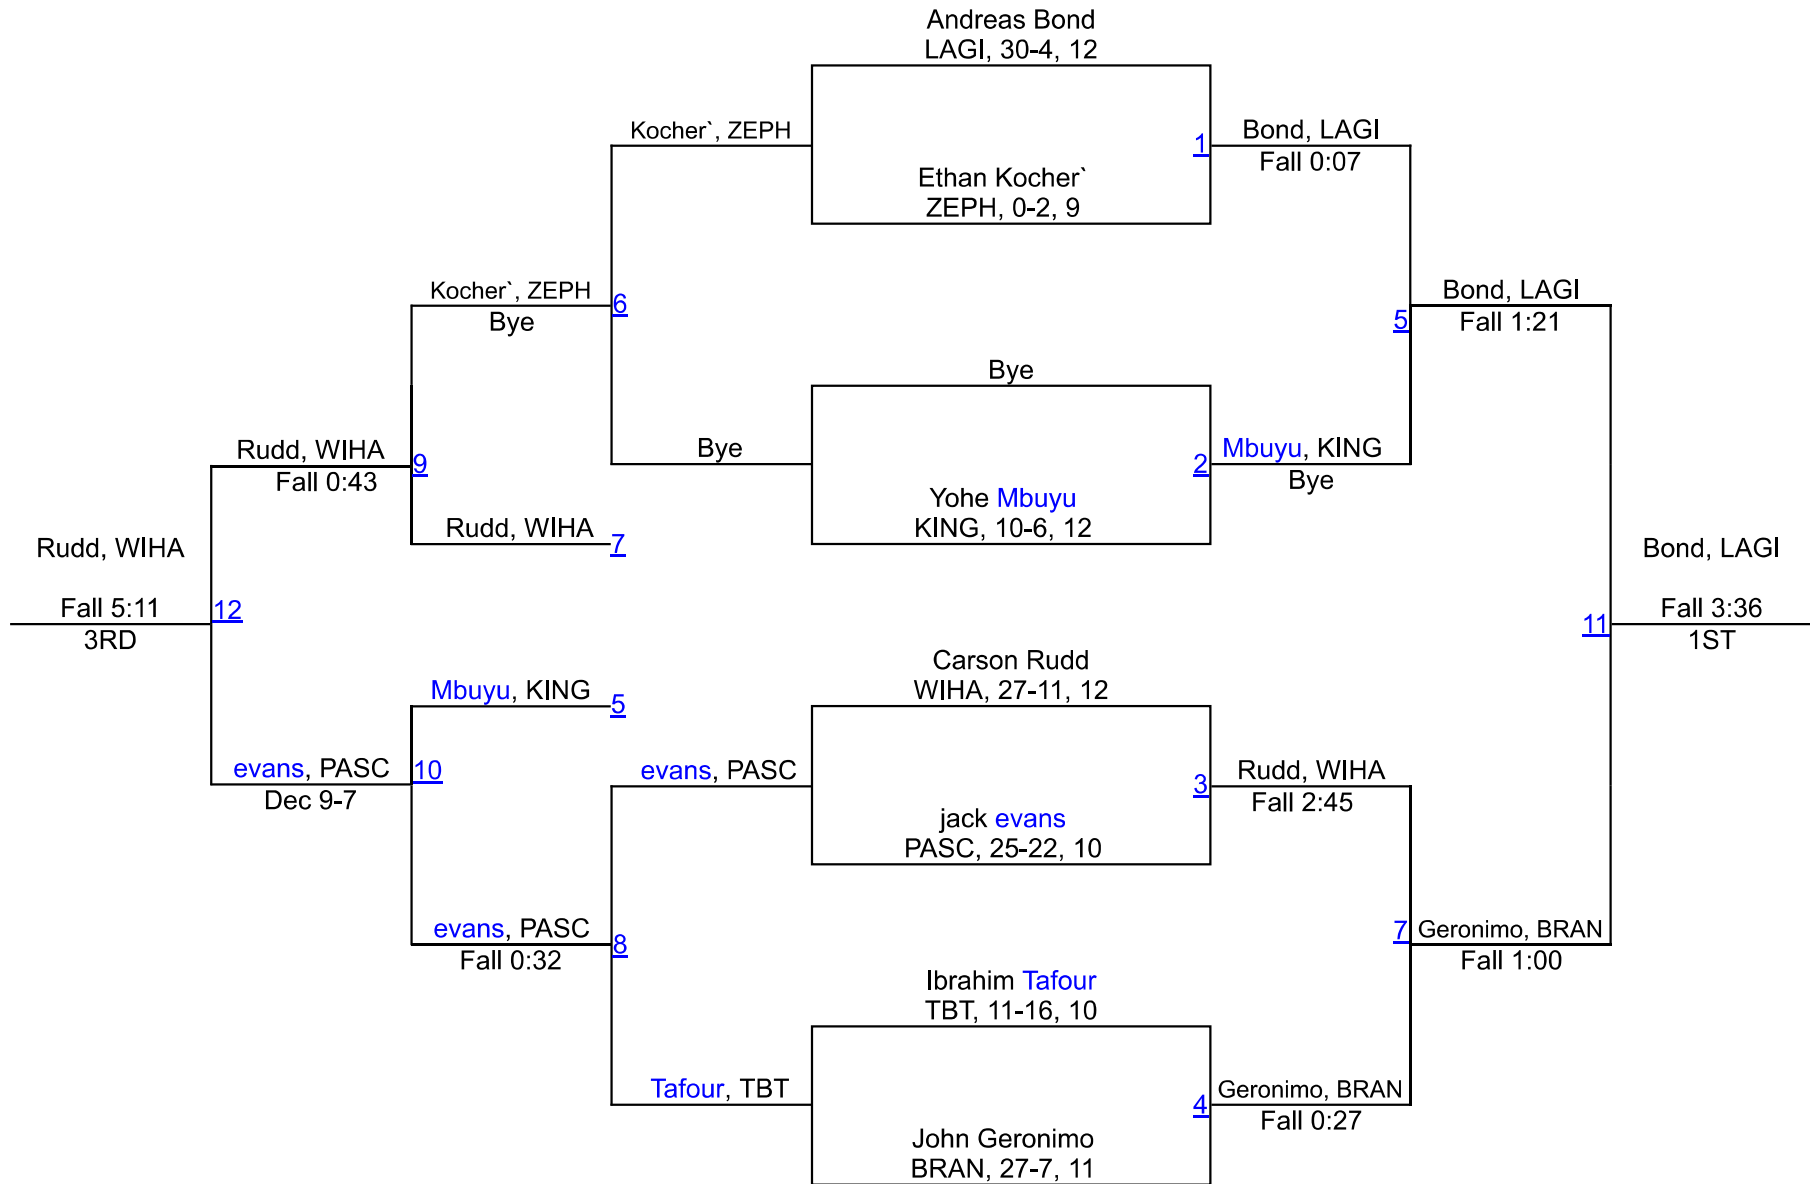 Andreas Bond
LAGI, 30-4, 12
Kocher`, ZEPH
1
Bond, LAGI
Fall 0:07
Ethan Kocher`
ZEPH, 0-2, 9
Kocher`, ZEPH
Bye
6
Bond, LAGI
Fall 1:21
5
Bye
Rudd, WIHA
Fall 0:43
9
Bye
2
Mbuyu, KING
Bye
Yohe Mbuyu
KING, 10-6, 12
Rudd, WIHA
7
Rudd, WIHA
Fall 5:11
3RD
12
Bond, LAGI
Fall 3:36
1ST
11
Carson Rudd
WIHA, 27-11, 12
Mbuyu, KING
5
evans, PASC
Dec 9-7
10
evans, PASC
3
Rudd, WIHA
Fall 2:45
jack evans
PASC, 25-22, 10
evans, PASC
Fall 0:32
8
7
Geronimo, BRAN
Fall 1:00
Ibrahim Tafour
TBT, 11-16, 10
Tafour, TBT
4
Geronimo, BRAN
Fall 0:27
John Geronimo
BRAN, 27-7, 11